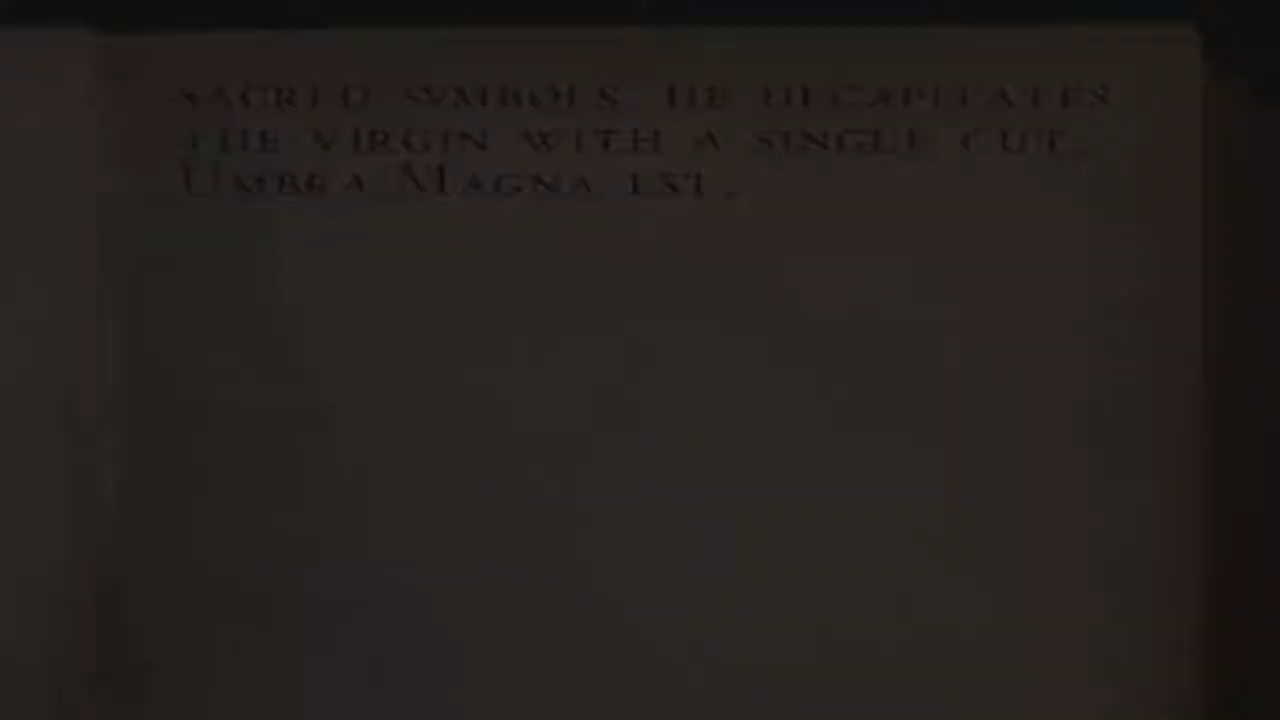 SACRED SYMBOLS. HE DECAPITATES
THE VIRGIN WITH A SINGLE CUT.
UMBRA MAGNA EST.